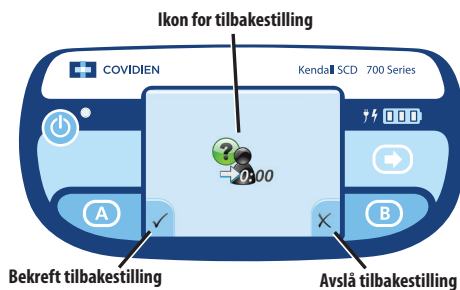 Ikon for tilbakestilling
COVIDIEN
Kendall SCD 700 Series
?
0:00
A
B
Bekreft tilbakestilling
Avslå tilbakestilling